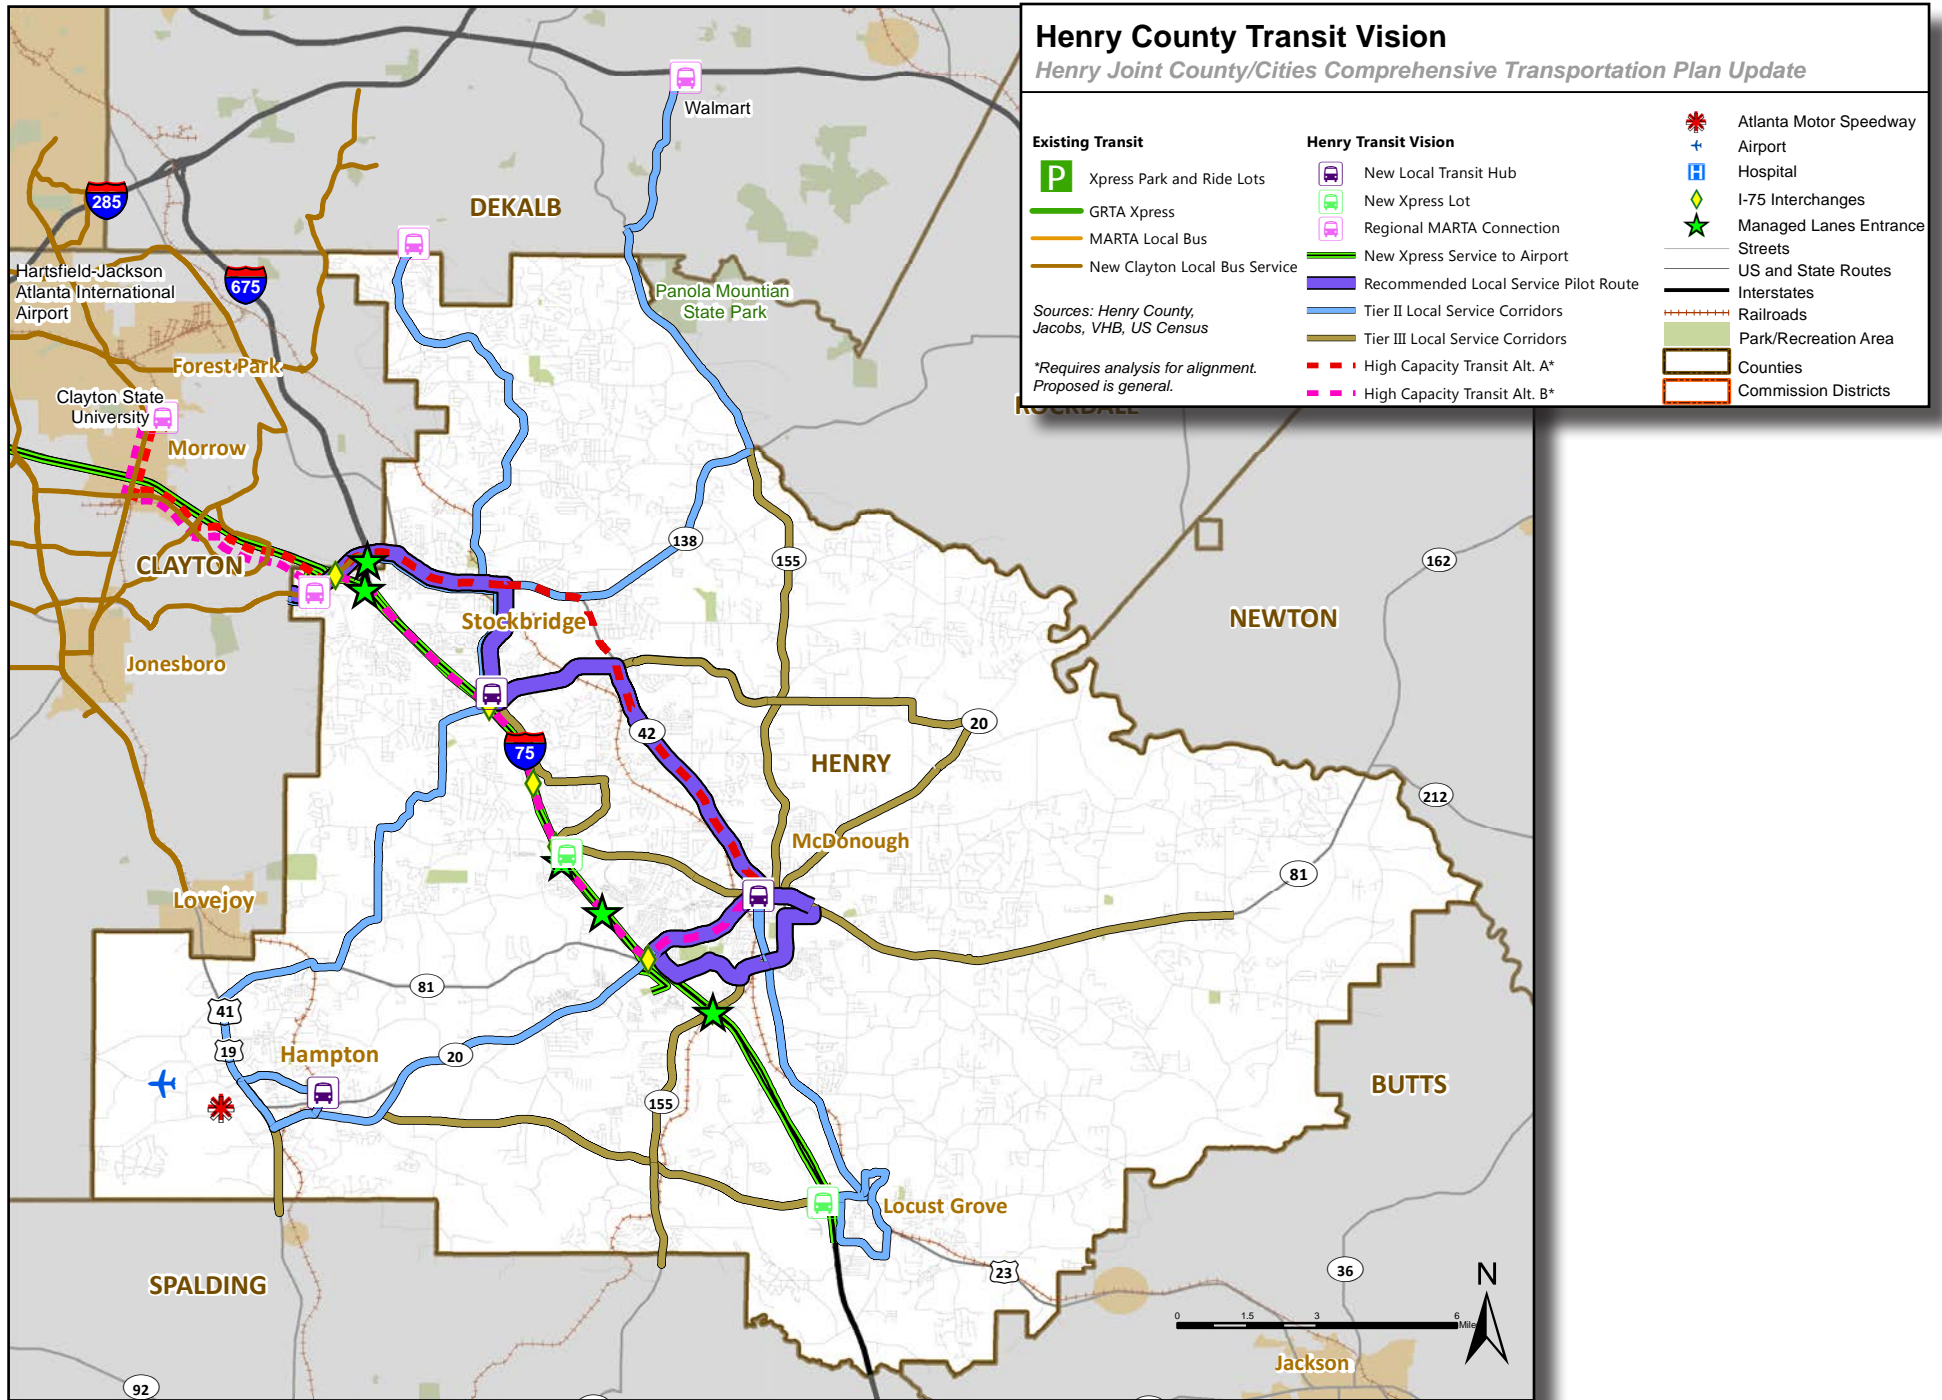 Henry County Transit Vision
Henry Joint County/Cities Comprehensive Transportation Plan Update
Existing Transit
P Xpress Park and Ride Lots
GRTA Xpress
MARTA Local Bus
New Clayton Local Bus Service
Sources: Henry County,
Jacobs, VHB, US Census
*Requires analysis for alignment.
Proposed is general.
Henry Transit Vision
New Local Transit Hub
New Xpress Lot
Regional MARTA Connection
New Xpress Service to Airport
Recommended Local Service Pilot Route
Tier II Local Service Corridors
Tier III Local Service Corridors
High Capacity Transit Alt. A*
High Capacity Transit Alt. B*
Atlanta Motor Speedway
Airport
H Hospital
I-75 Interchanges
Managed Lanes Entrance
Streets
US and State Routes
Interstates
Railroads
Park/Recreation Area
Counties
Commission Districts
Walmart
285
DEKALB
Hartsfield-Jackson
Atlanta International
Airport
675
Panola Mountian
State Park
Forest Park
Clayton State
University
ROCKDALE
Morrow
138
155
162
CLAYTON
NEWTON
Stockbridge
Jonesboro
20
42
75
HENRY
212
McDonough
81
Lovejoy
81
41
19
Hampton
20
BUTTS
155
Locust Grove
SPALDING
23
36
N
0 1.5 3 6
Mile
Jackson
92